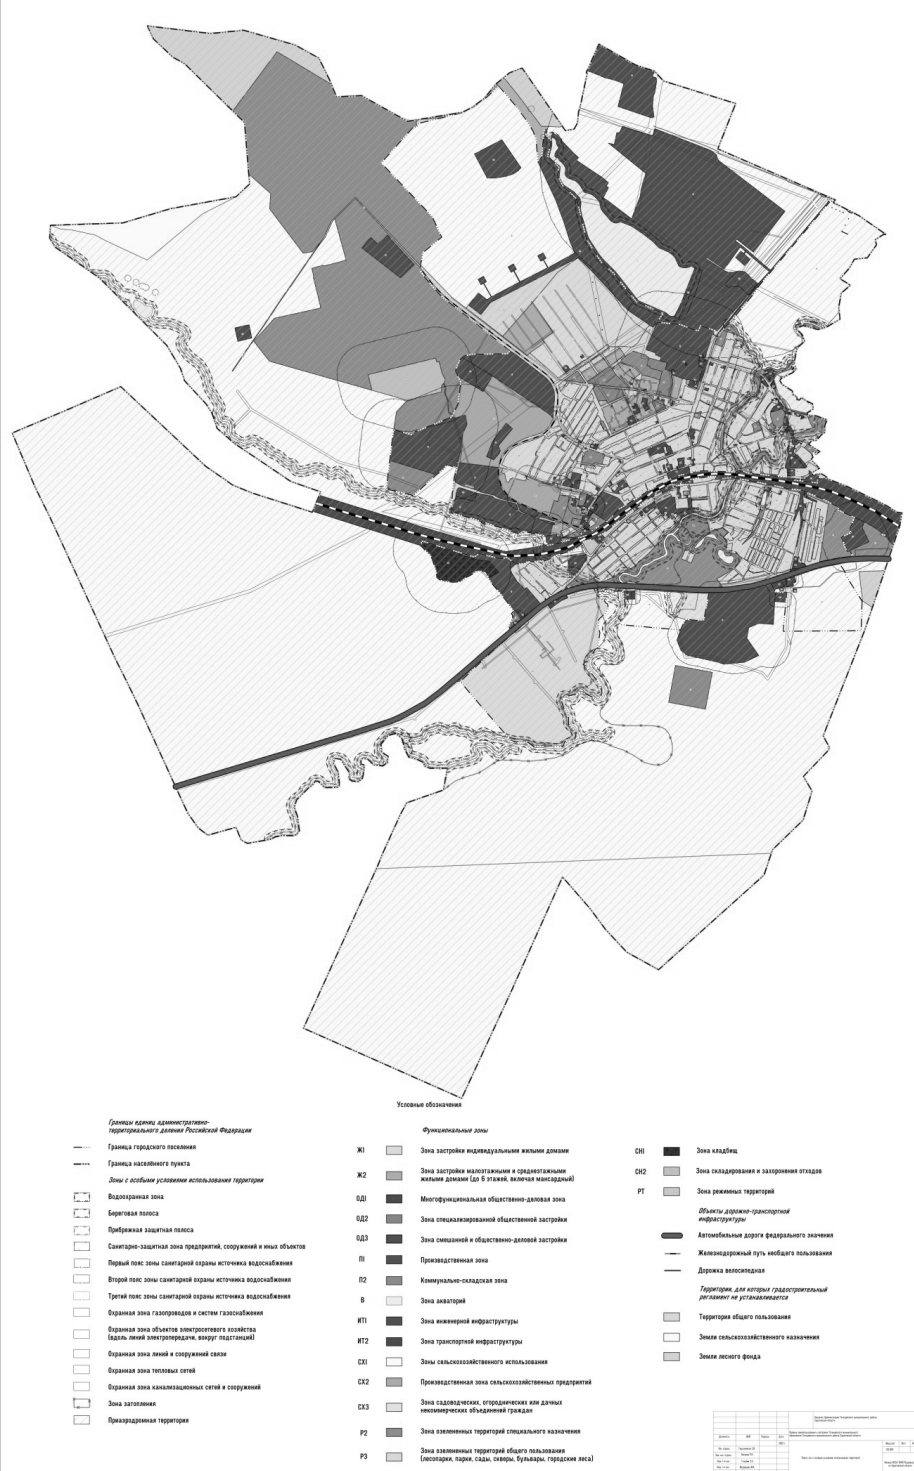 Условные обозначения
Границы единиц административно-
территориального деления Российской Федерации
Граница городского поселения
Граница населённого пункта
Зоны с особыми условиями использования территории
Водоохранная зона
Береговая полоса
Прибрежная защитная полоса
Санитарно-защитная зона предприятий, сооружений и иных объектов
Первый пояс зоны санитарной охраны источника водоснабжения
Второй пояс зоны санитарной охраны источника водоснабжения
Третий пояс зоны санитарной охраны источника водоснабжения
Охранная зона газопроводов и систем газоснабжения
Охранная зона объектов электросетевого хозяйства
(вдоль линий электропередачи, вокруг подстанций)
Охранная зона линий и сооружений связи
Охранная зона тепловых сетей
Охранная зона канализационных сетей и сооружений
Зона затопления
Приаэродромная территория
Функциональные зоны
Ж1 Зона застройки индивидуальными жилыми домами
Ж2 Зона застройки малоэтажными и среднеэтажными
жилыми домами (до 6 этажей, включая мансардный)
ОД1 Многофункциональная общественно-деловая зона
ОД2 Зона специализированной общественной застройки
ОД3 Зона смешанной и общественно-деловой застройки
П1 Производственная зона
П2 Коммунально-складская зона
В Зона акваторий
ИТ1 Зона инженерной инфраструктуры
ИТ2 Зона транспортной инфраструктуры
СХ1 Зоны сельскохозяйственного использования
СХ2 Производственная зона сельскохозяйственных предприятий
СХ3 Зона садоводческих, огороднических или дачных
некоммерческих объединений граждан
Р2 Зона озелененных территорий специального назначения
Р3 Зона озелененных территорий общего пользования
(лесопарки, парки, сады, скверы, бульвары, городские леса)
СН1 Зона кладбищ
СН2 Зона складирования и захоронения отходов
РТ Зона режимных территорий
Объекты дорожно-транспортной
инфраструктуры
Автомобильные дороги федерального значения
Железнодорожный путь необщего пользования
Дорожка велосипедная
Территории, для которых градостроительный
регламент не устанавливается
Территория общего пользования
Земли сельскохозяйственного назначения
Земли лесного фонда